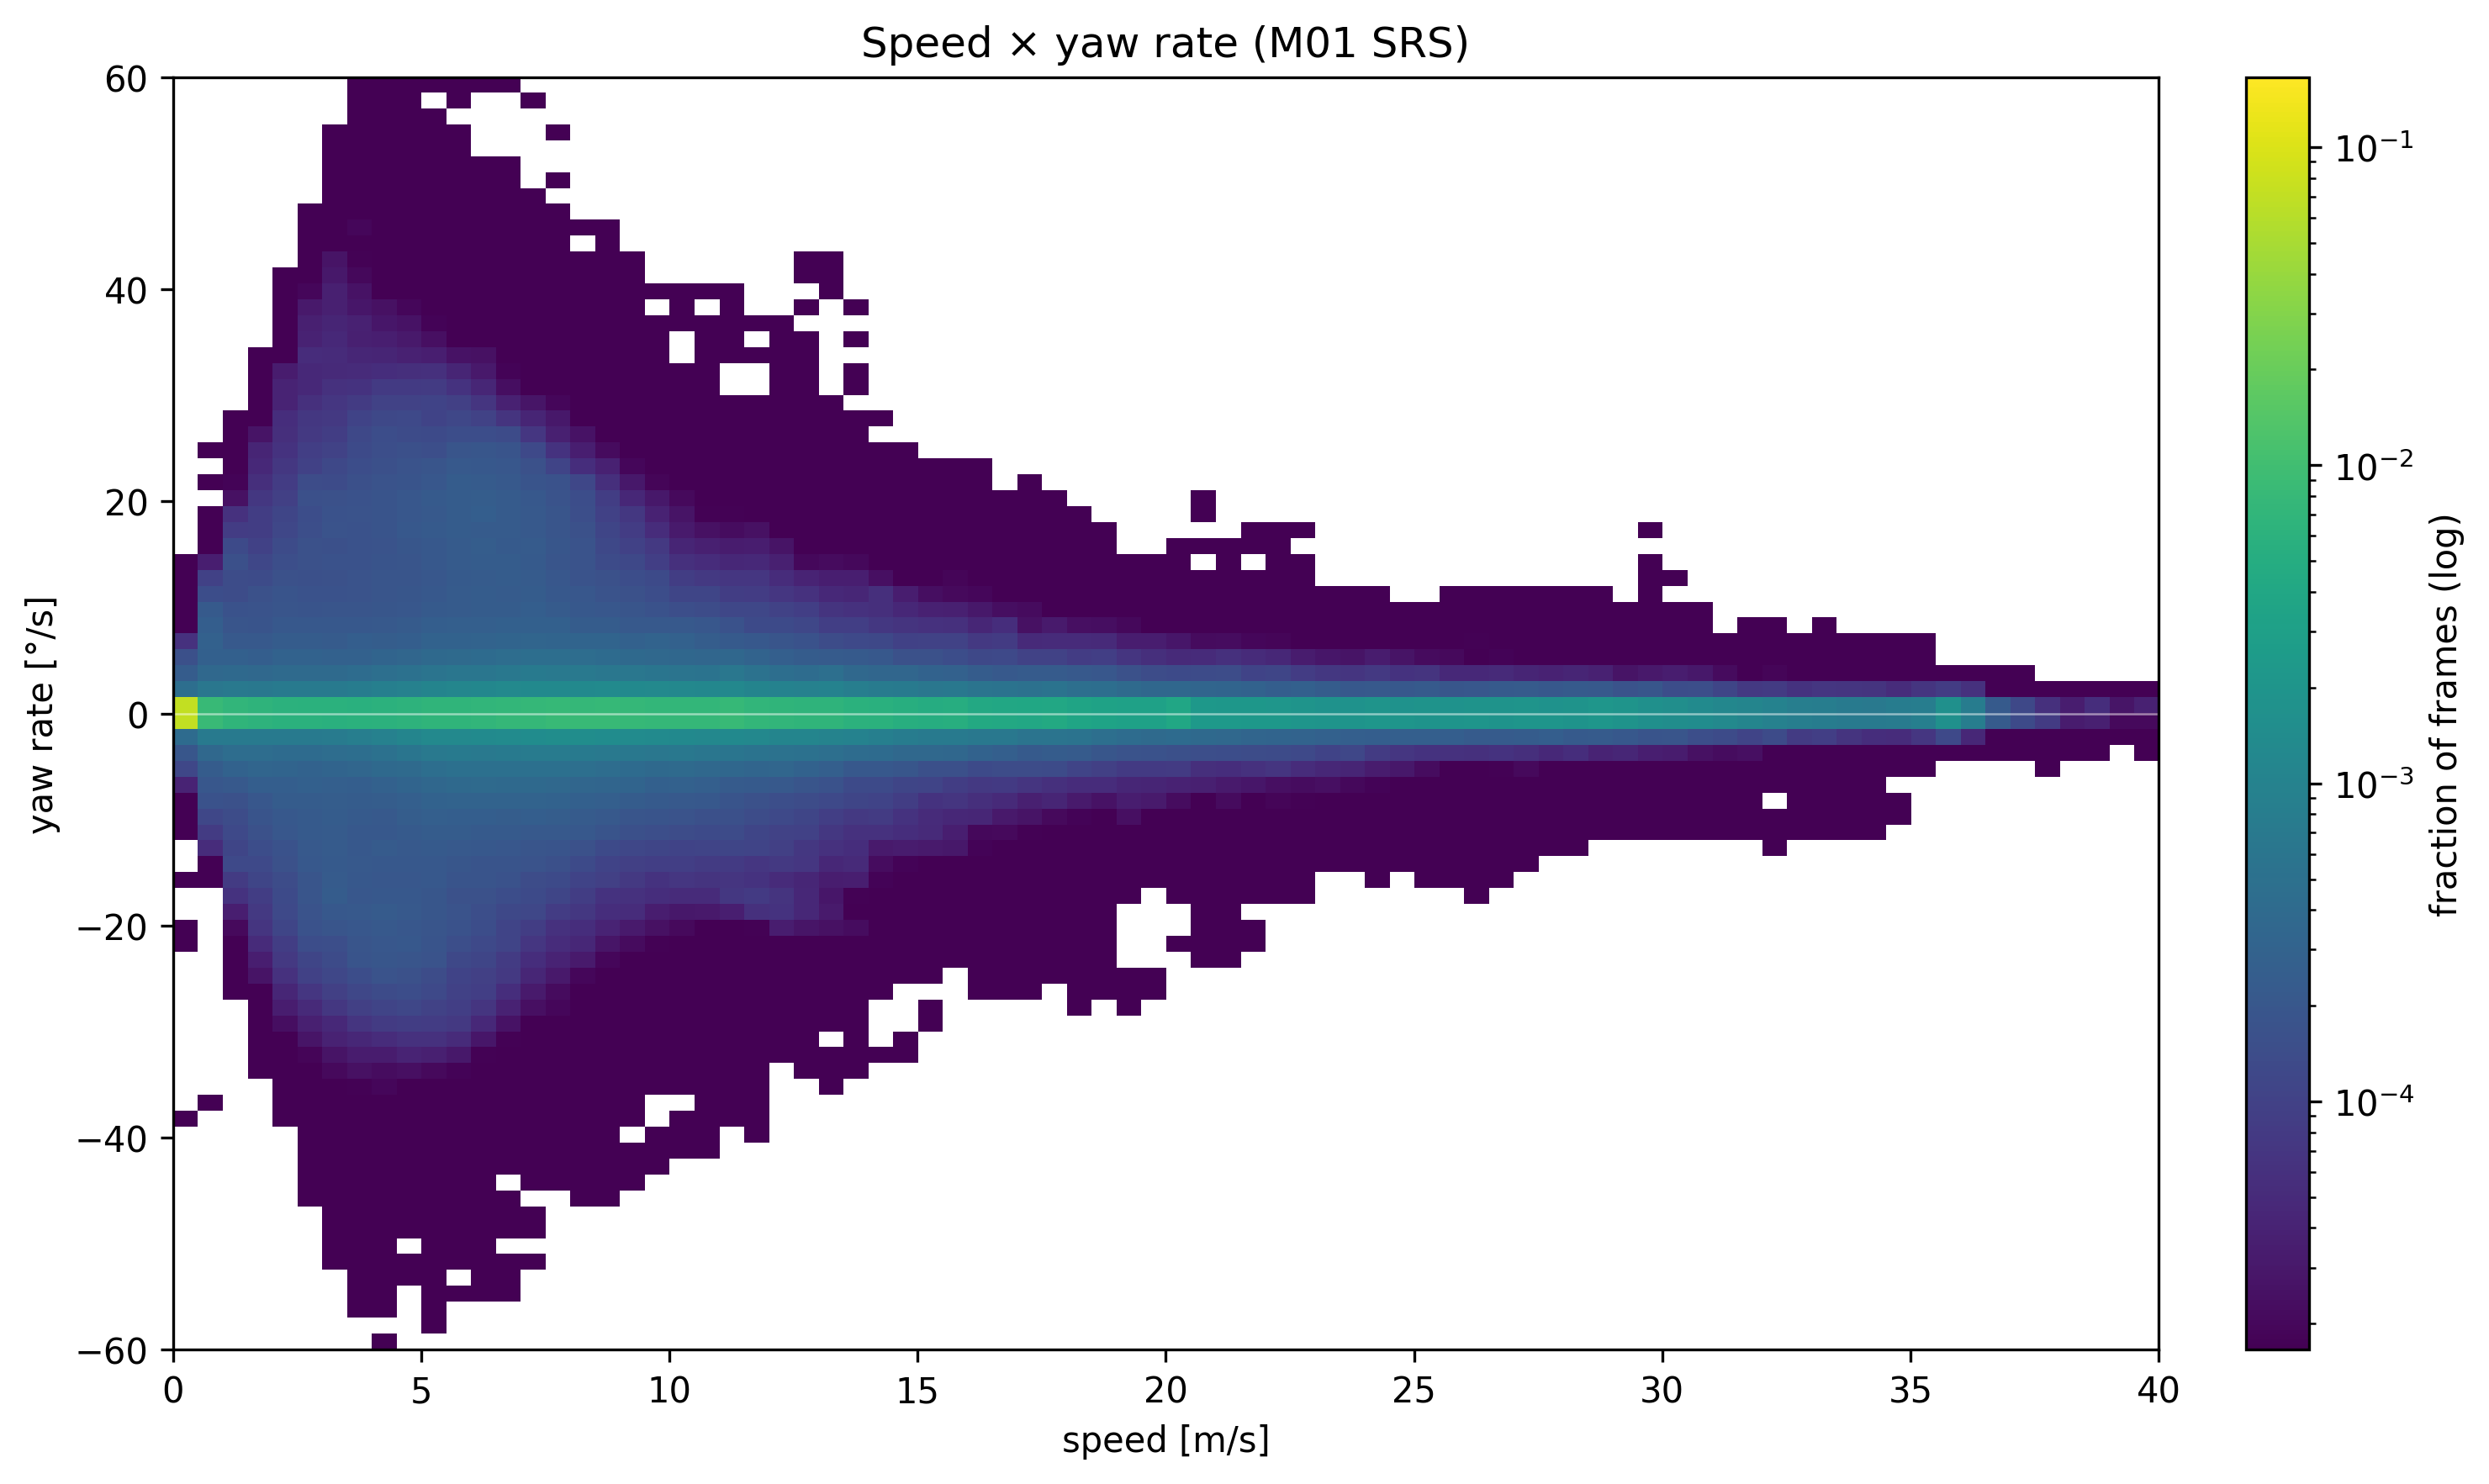 Speed × yaw rate (M01 SRS)
60
40
20
0
−20
−40
−60
yaw rate [°/s]
0 5 10 15 20 25 30 35 40
speed [m/s]
10⁻¹
10⁻²
10⁻³
10⁻⁴
fraction of frames (log)